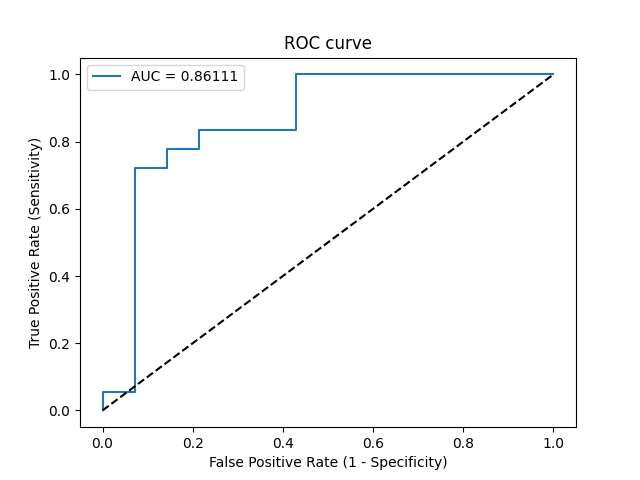 ROC curve
AUC = 0.86111
1.0
0.8
0.6
0.4
0.2
0.0
True Positive Rate (Sensitivity)
0.0 0.2 0.4 0.6 0.8 1.0
False Positive Rate (1 - Specificity)